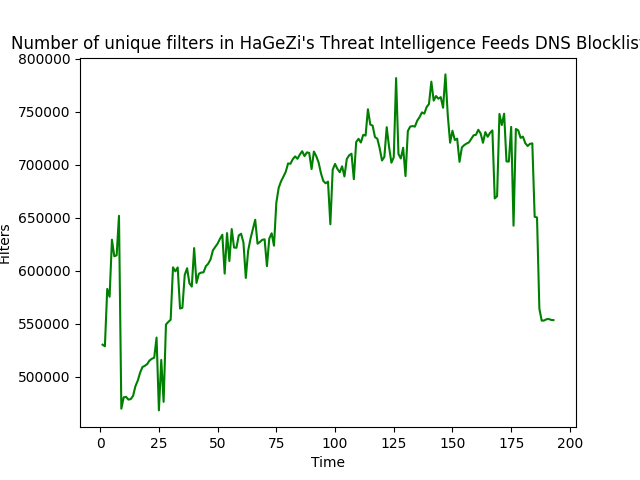 Number of unique filters in HaGeZi's Threat Intelligence Feeds DNS Blocklist
800000
750000
700000
650000
600000
550000
500000
Filters
0 25 50 75 100 125 150 175 200
Time